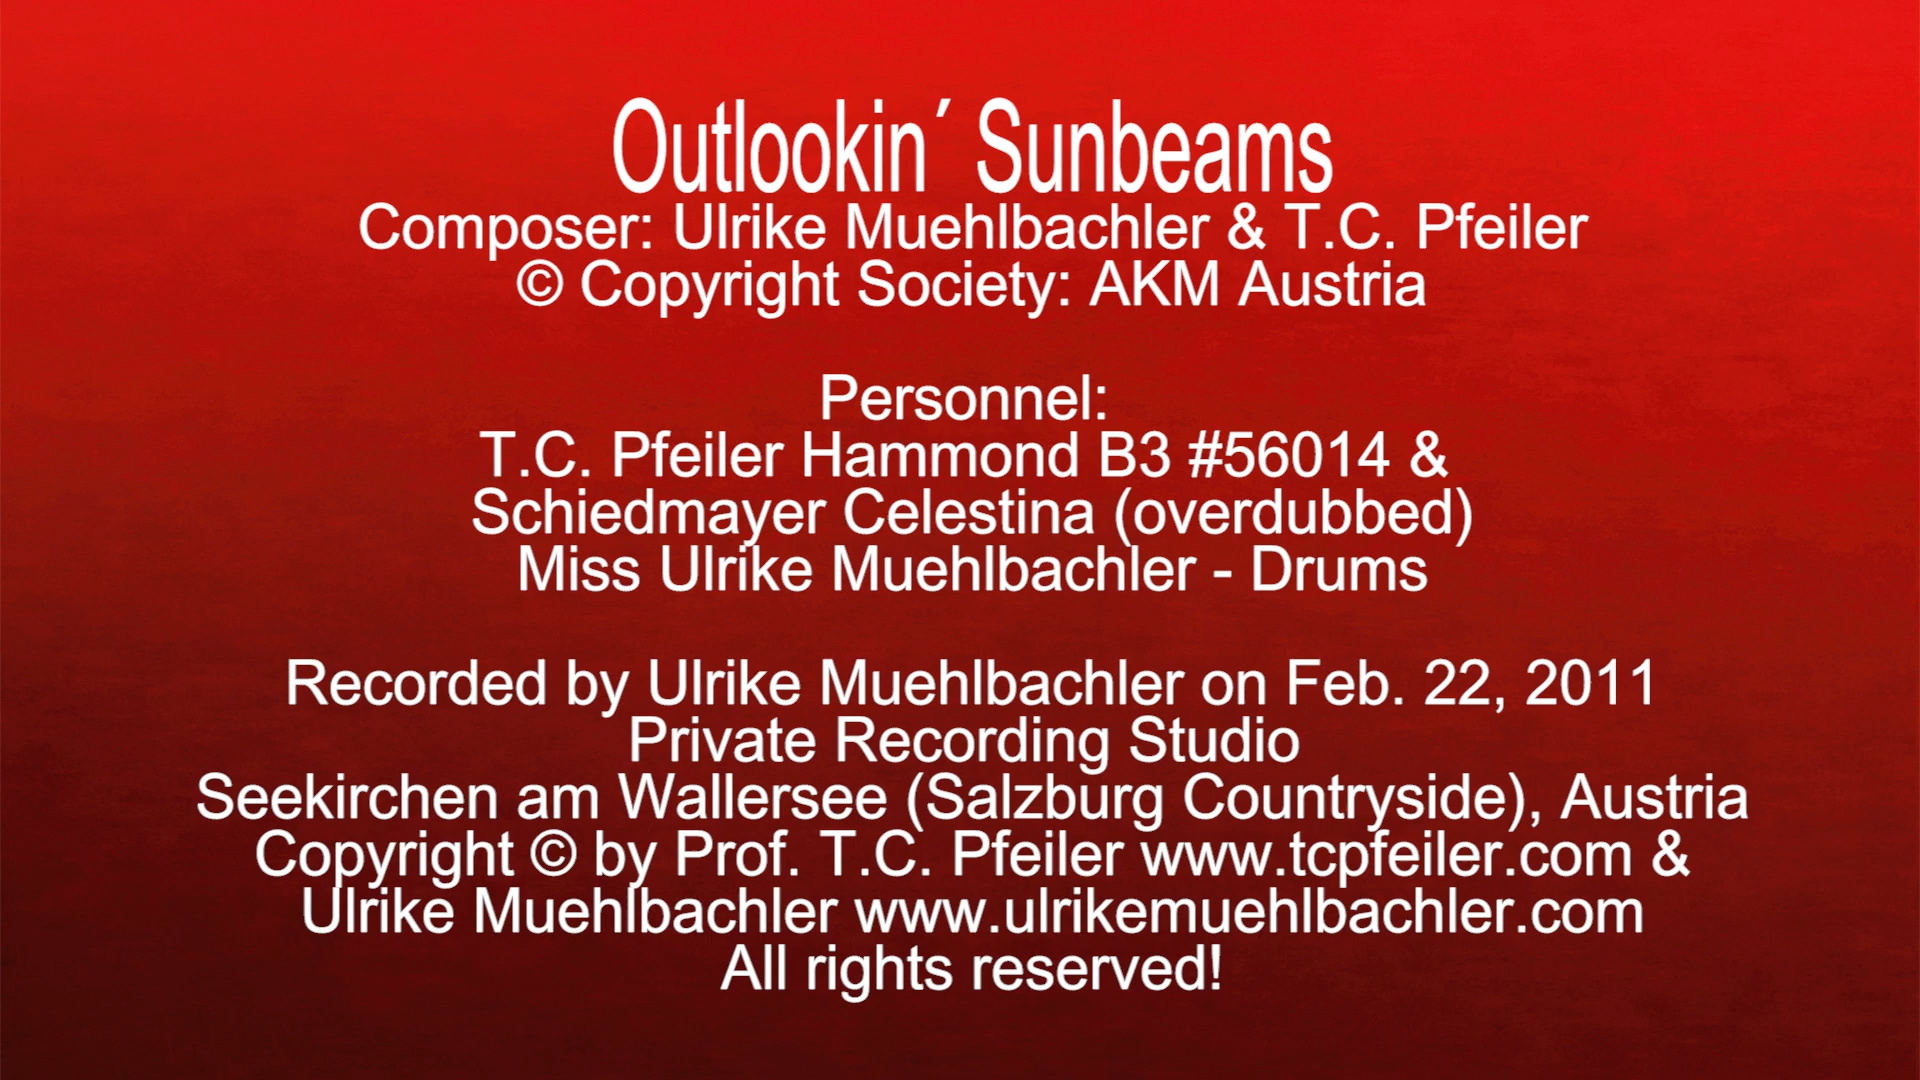 Outlookin´ Sunbeams
Composer: Ulrike Muehlbachler & T.C. Pfeiler
© Copyright Society: AKM Austria
Personnel:
T.C. Pfeiler Hammond B3 #56014 &
Schiedmayer Celestina (overdubbed)
Miss Ulrike Muehlbachler - Drums
Recorded by Ulrike Muehlbachler on Feb. 22, 2011
Private Recording Studio
Seekirchen am Wallersee (Salzburg Countryside), Austria
Copyright © by Prof. T.C. Pfeiler www.tcpfeiler.com &
Ulrike Muehlbachler www.ulrikemuehlbachler.com
All rights reserved!